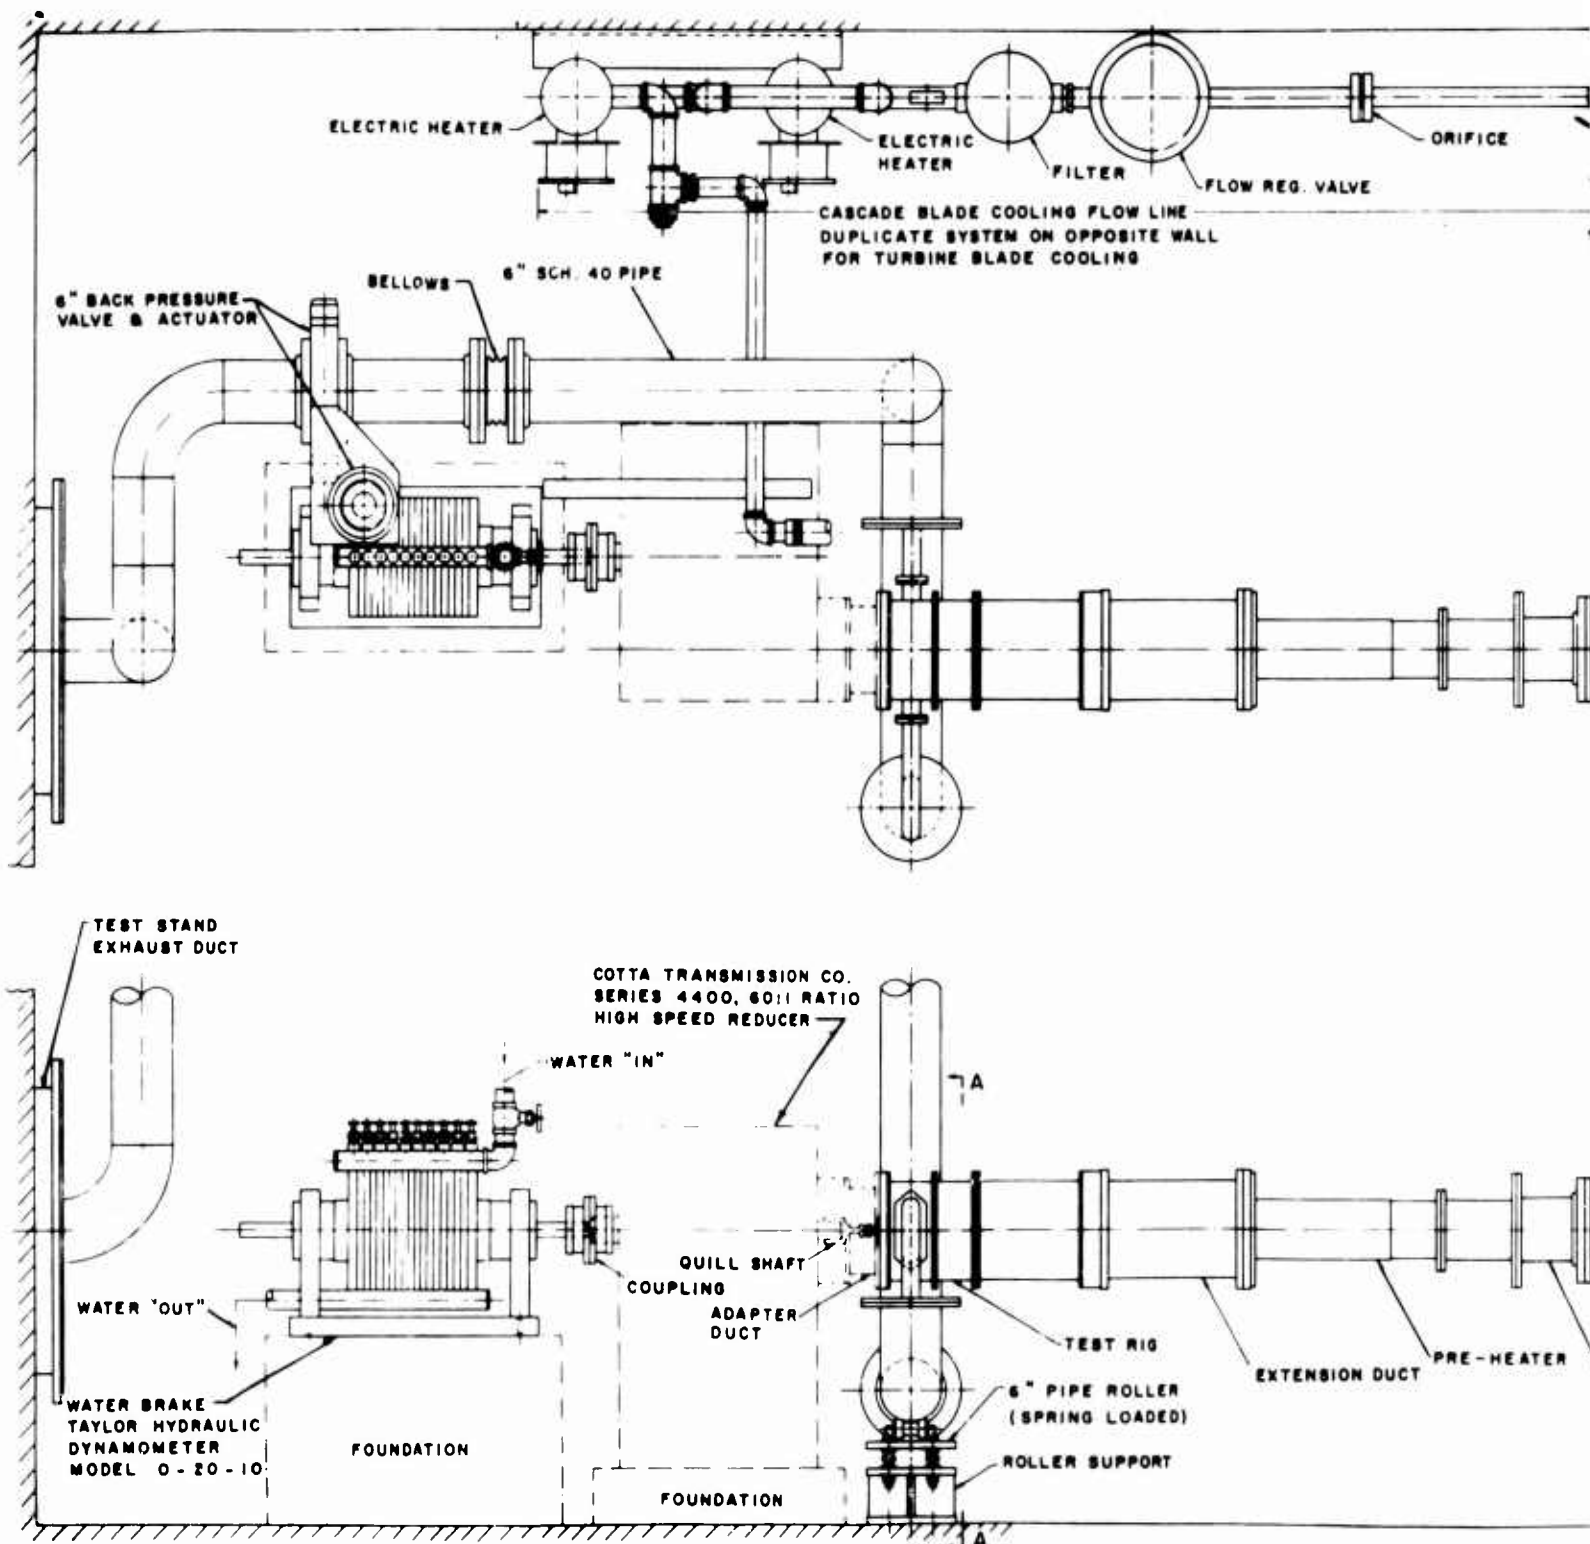 ELECTRIC HEATER
ELECTRIC
HEATER
FILTER
FLOW REG. VALVE
ORIFICE
CASCADE BLADE COOLING FLOW LINE
DUPLICATE SYSTEM ON OPPOSITE WALL
FOR TURBINE BLADE COOLING
6" BACK PRESSURE
VALVE & ACTUATOR
BELLOWS
6" SCH. 40 PIPE
TEST STAND
EXHAUST DUCT
COTTA TRANSMISSION CO.
SERIES 4400, 60:1 RATIO
HIGH SPEED REDUCER
WATER "IN"
A
QUILL SHAFT
COUPLING
ADAPTER
DUCT
WATER "OUT"
TEST RIG
EXTENSION DUCT
PRE-HEATER
6" PIPE ROLLER
(SPRING LOADED)
WATER BRAKE
TAYLOR HYDRAULIC
DYNAMOMETER
MODEL O-20-10
FOUNDATION
ROLLER SUPPORT
FOUNDATION
A